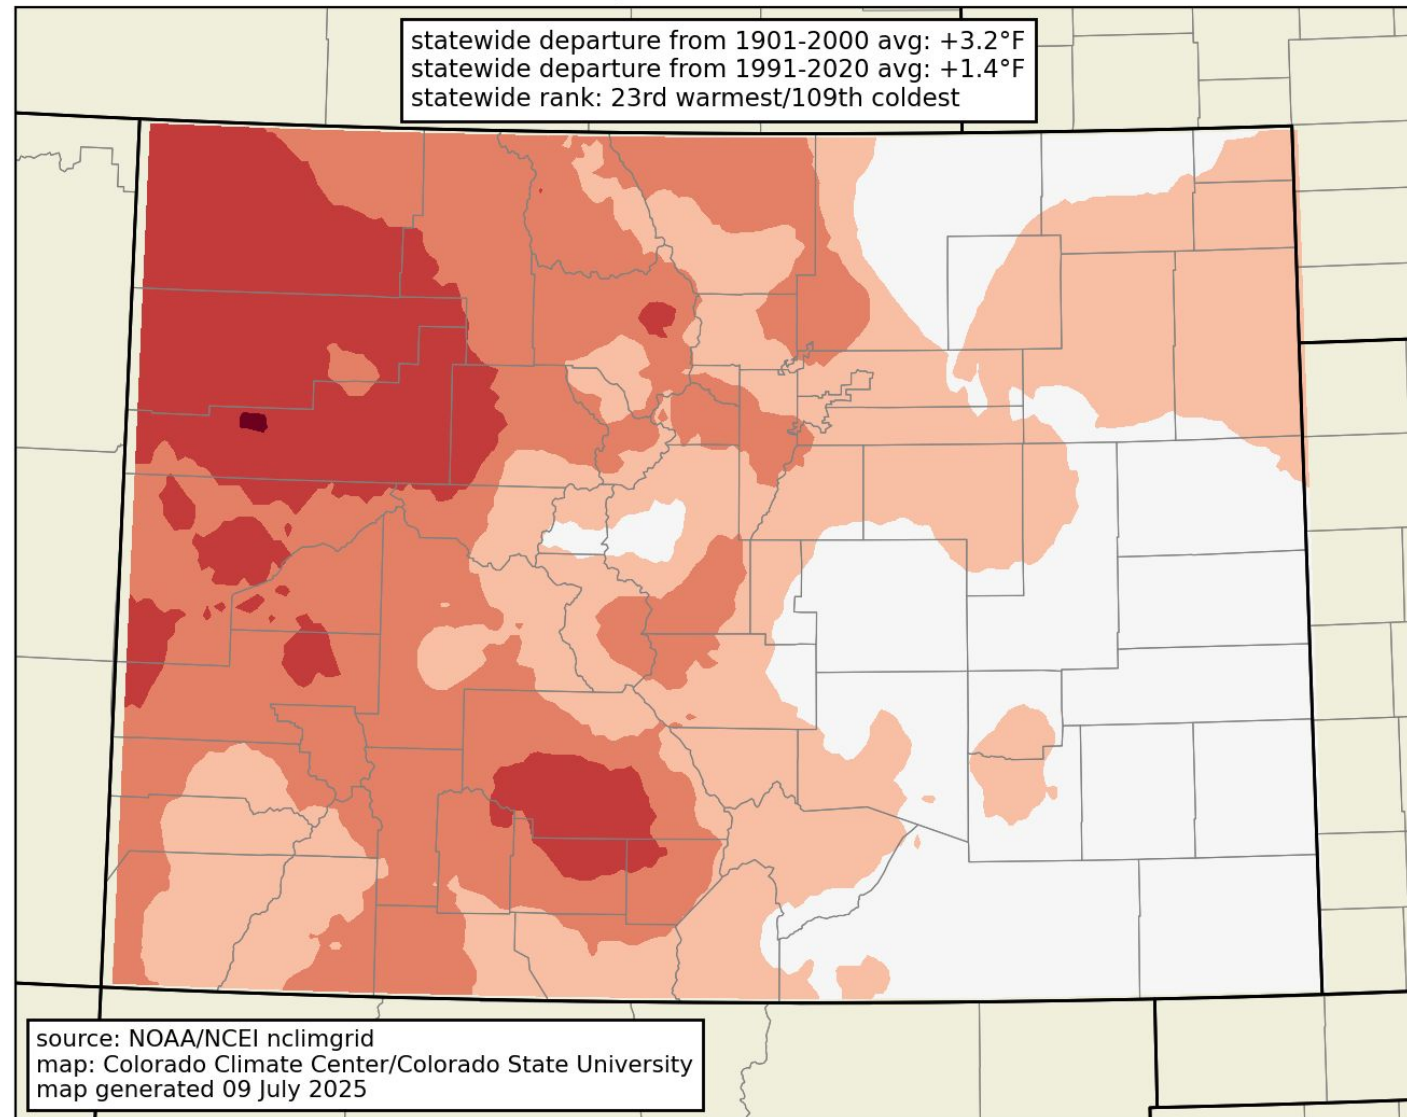 statewide departure from 1901-2000 avg: +3.2°F
statewide departure from 1991-2020 avg: +1.4°F
statewide rank: 23rd warmest/109th coldest
source: NOAA/NCEI nclimgrid
map: Colorado Climate Center/Colorado State University
map generated 09 July 2025